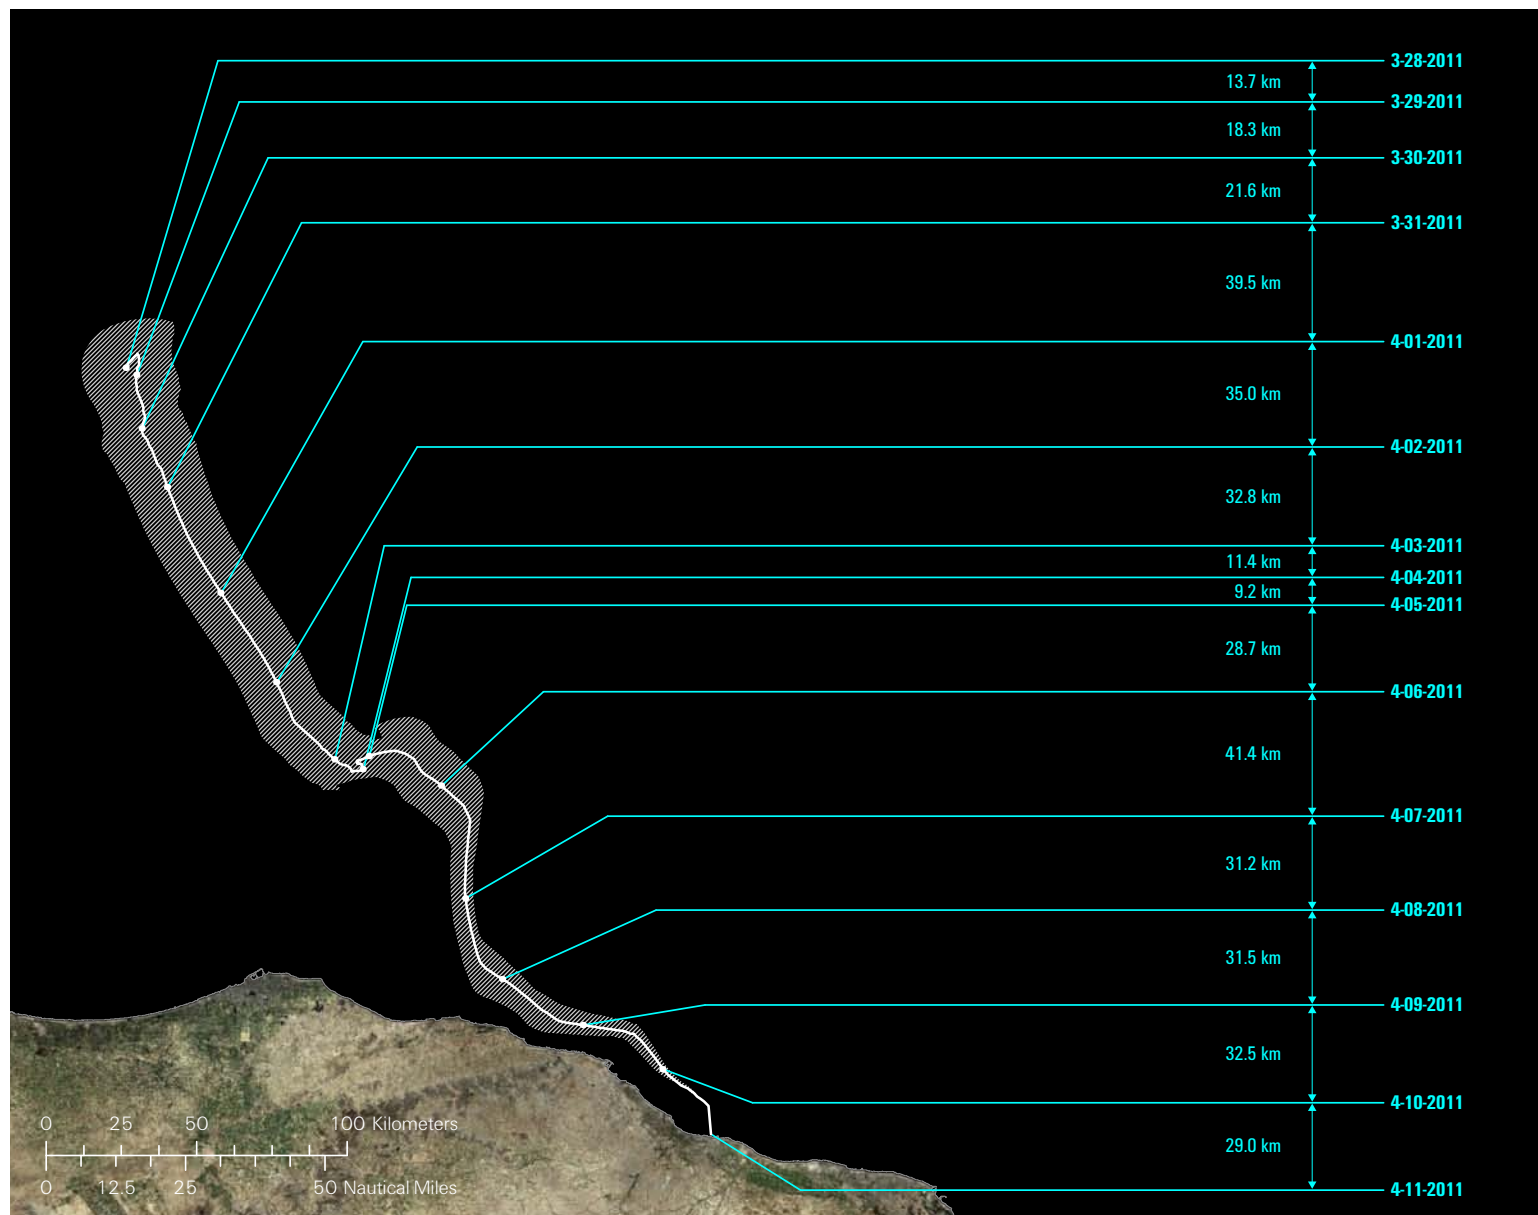 3-28-2011
13.7 km
3-29-2011
18.3 km
3-30-2011
21.6 km
3-31-2011
39.5 km
4-01-2011
35.0 km
4-02-2011
32.8 km
4-03-2011
11.4 km
4-04-2011
9.2 km
4-05-2011
28.7 km
4-06-2011
41.4 km
4-07-2011
31.2 km
4-08-2011
31.5 km
4-09-2011
32.5 km
4-10-2011
29.0 km
4-11-2011
0 25 50 100 Kilometers
0 12.5 25 50 Nautical Miles